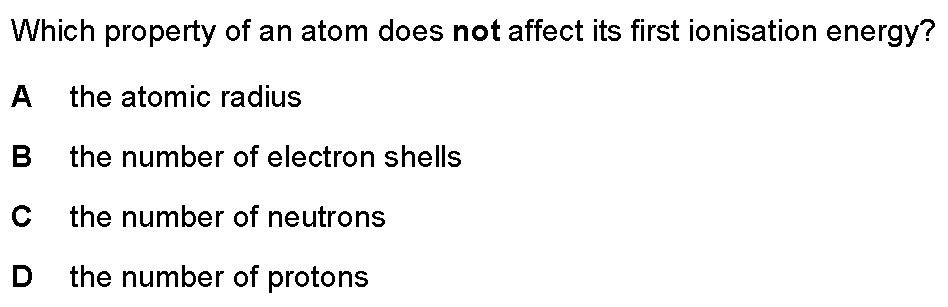 Which property of an atom does not affect its first ionisation energy?
A the atomic radius
B the number of electron shells
C the number of neutrons
D the number of protons